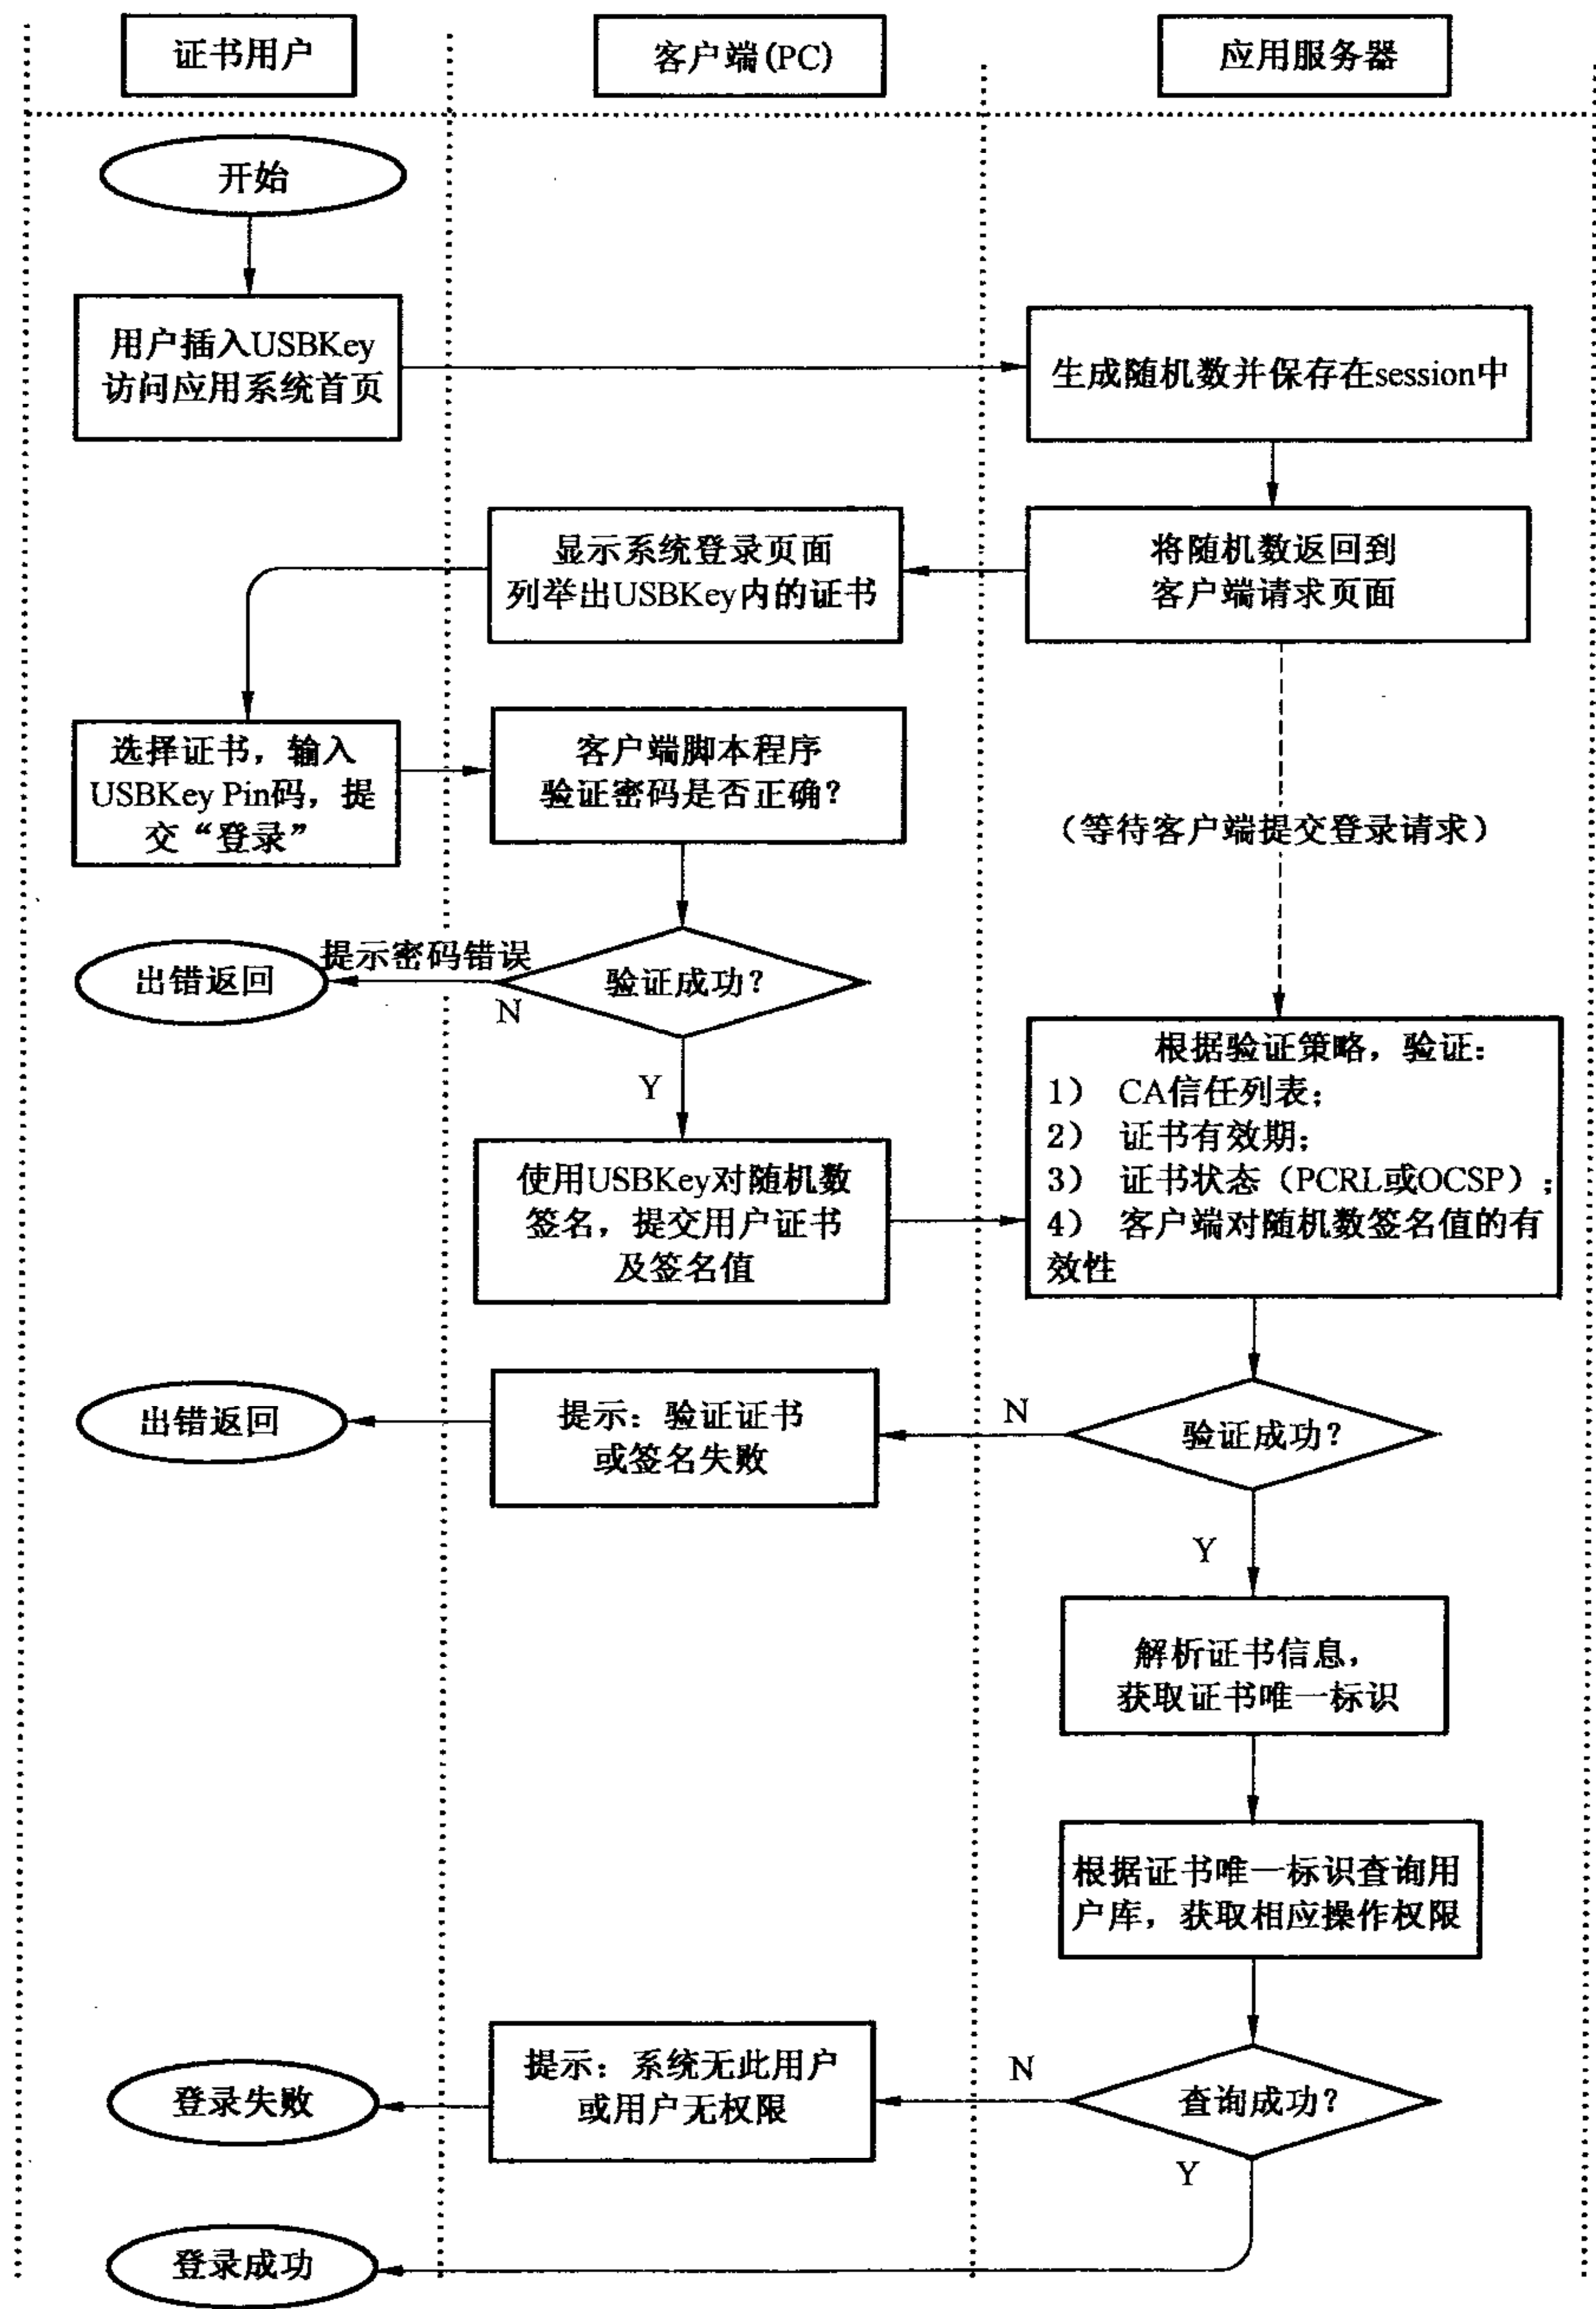 证书用户
客户端(PC)
应用服务器
开始
用户插入USBKey
访问应用系统首页
生成随机数并保存在session中
显示系统登录页面
列举出USBKey内的证书
将随机数返回到
客户端请求页面
选择证书，输入
USBKey Pin码，提
交“登录”
客户端脚本程序
验证密码是否正确？
（等待客户端提交登录请求）
出错返回
提示密码错误
N
验证成功？
Y
根据验证策略，验证：
1） CA信任列表；
2） 证书有效期；
3） 证书状态（PCRL或OCSP）；
4） 客户端对随机数签名值的有
效性
使用USBKey对随机数
签名，提交用户证书
及签名值
出错返回
提示：验证证书
或签名失败
N
验证成功？
Y
解析证书信息，
获取证书唯一标识
根据证书唯一标识查询用
户库，获取相应操作权限
登录失败
提示：系统无此用户
或用户无权限
N
查询成功？
Y
登录成功